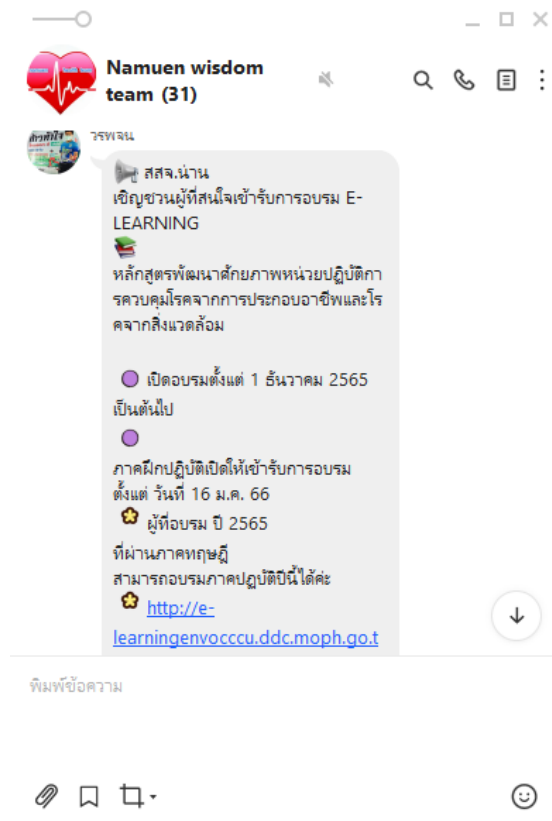 Namuen wisdom
team (31)
วรพจน
สสจ.น่าน
เชิญชวนผู้ที่สนใจเข้ารับการอบรม E-
LEARNING
หลักสูตรพัฒนาศักยภาพหน่วยปฏิบัติกา
รควบคุมโรคจากการประกอบอาชีพและโร
คจากสิ่งแวดล้อม
เปิดอบรมตั้งแต่ 1 ธันวาคม 2565
เป็นต้นไป
ภาคฝึกปฏิบัติเปิดให้เข้ารับการอบรม
ตั้งแต่ วันที่ 16 ม.ค. 66
ผู้ที่อบรม ปี 2565
ที่ผ่านภาคทฤษฎี
สามารถอบรมภาคปฏบัติปีนี้ได้ค่ะ
http://e-
learningenvocccu.ddc.moph.go.t
พิมพ์ข้อความ